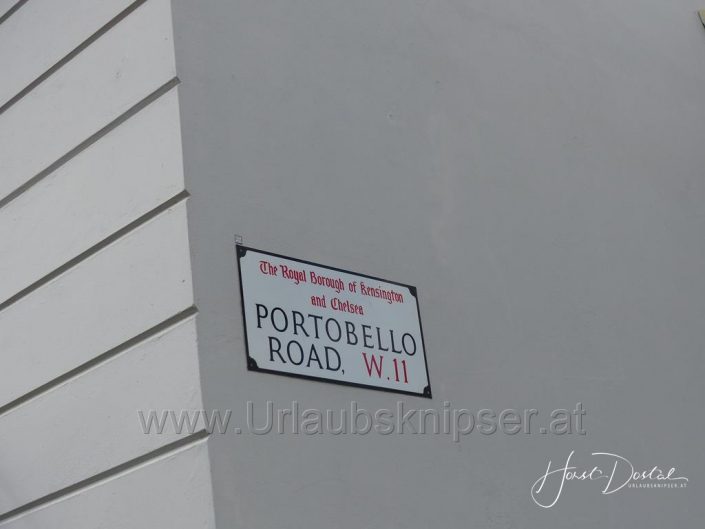 The Royal Borough of Kensington
and Chelsea
PORTOBELLO
ROAD, W.11
www.Urlaubsknipser.at
Horst Dostal
URLAUBSKNIPSER.AT